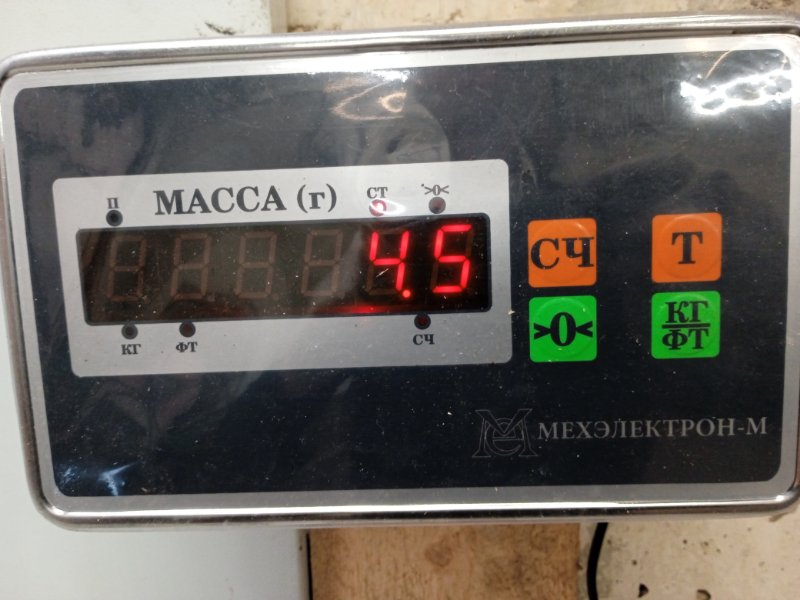 П МАССА (г) СТ >0<
4.5
КГ ФТ СЧ
СЧ Т
>0< КГ/ФТ
МЕХЭЛЕКТРОН-М